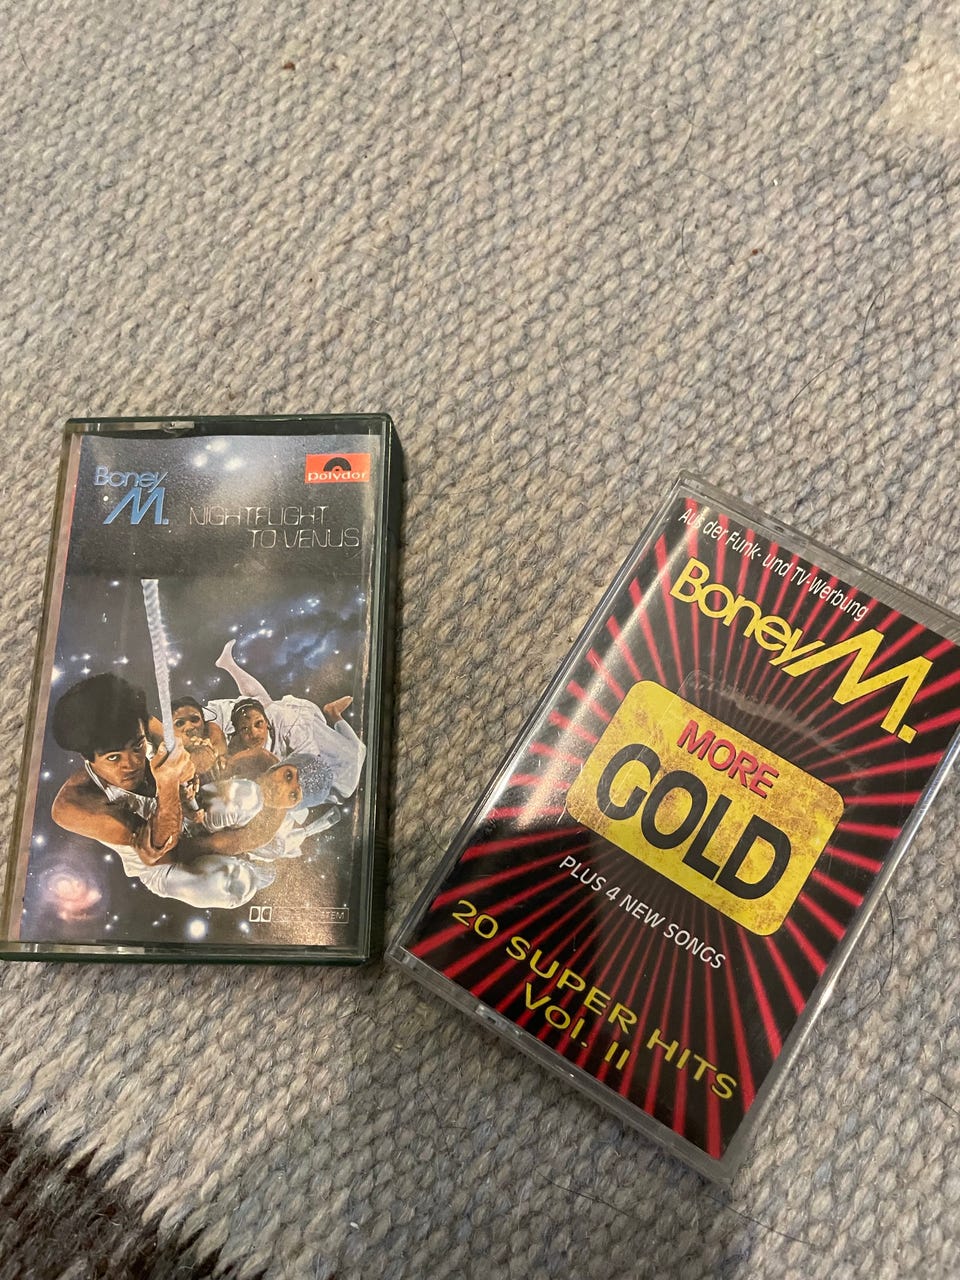 Boney
M.
polydor
NIGHTFLIGHT
TO VENUS
SYSTEM
Aus der Funk- und TV-Werbung
Boney M.
MORE
GOLD
PLUS 4 NEW SONGS
20 SUPER HITS
Vol. II